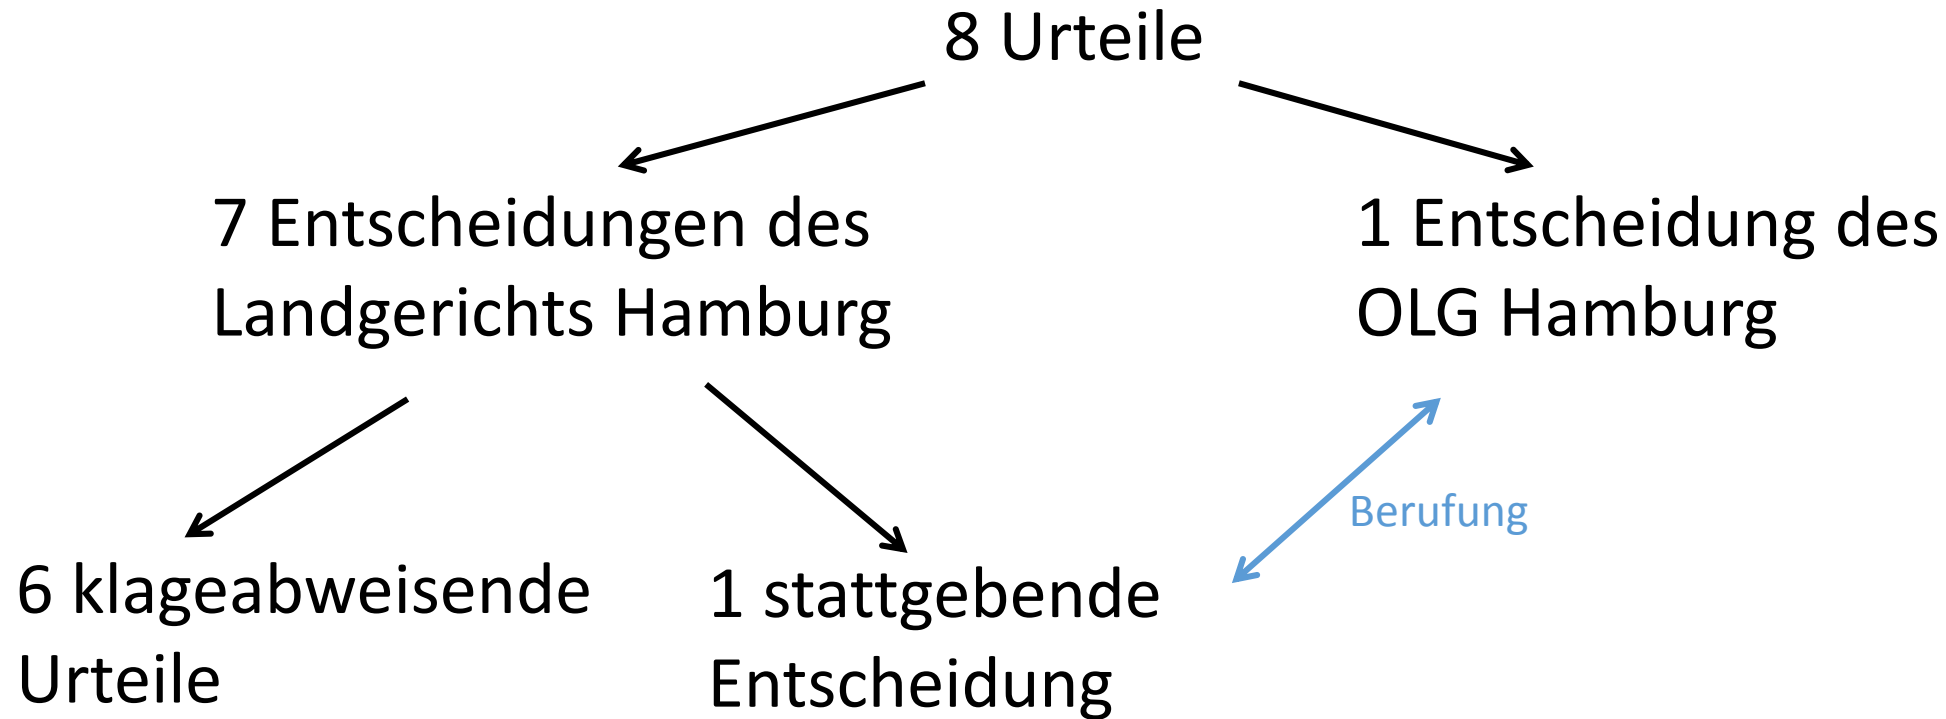 8 Urteile
7 Entscheidungen des
Landgerichts Hamburg
1 Entscheidung des
OLG Hamburg
Berufung
6 klageabweisende
Urteile
1 stattgebende
Entscheidung